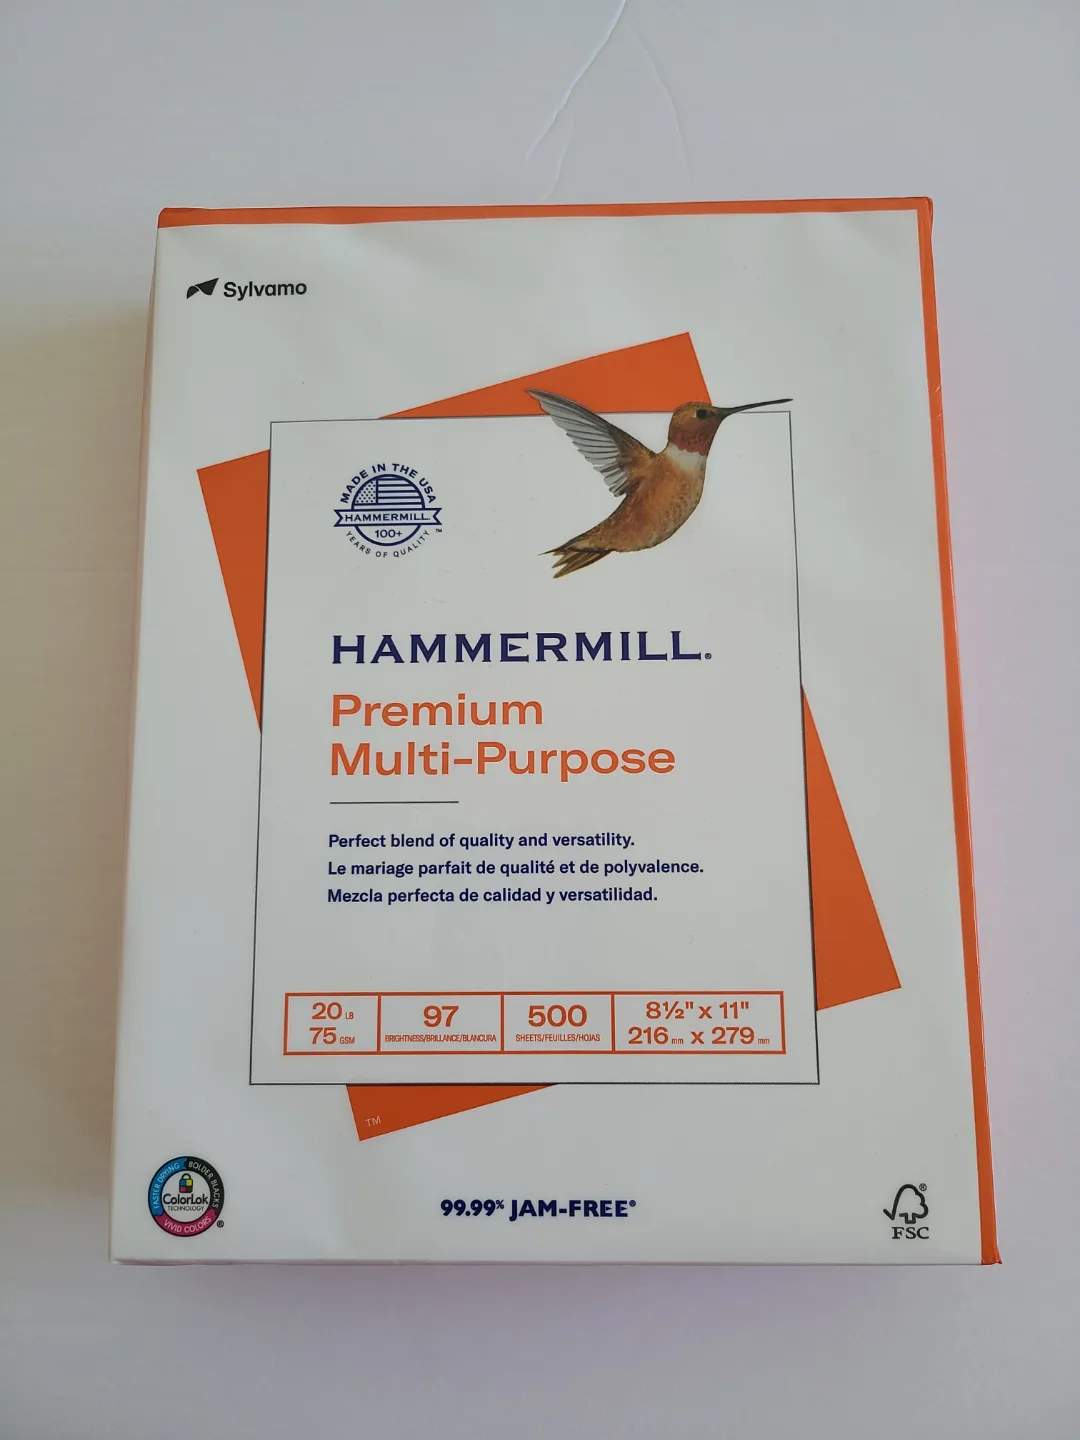 Sylvamo
MADE IN THE USA
HAMMERMILL.
100+
YEARS OF QUALITY™
HAMMERMILL®
Premium
Multi-Purpose
Perfect blend of quality and versatility.
Le mariage parfait de qualité et de polyvalence.
Mezcla perfecta de calidad y versatilidad.
20 LB
75 GSM
97
BRIGHTNESS/BRILLANCE/BLANCURA
500
SHEETS/FEUILLES/HOJAS
8½" x 11"
216 mm x 279 mm
TM
FASTER DRYING
BOLDER BLACKS
ColorLok
TECHNOLOGY
VIVID COLORS
®
99.99% JAM-FREE®
®
FSC